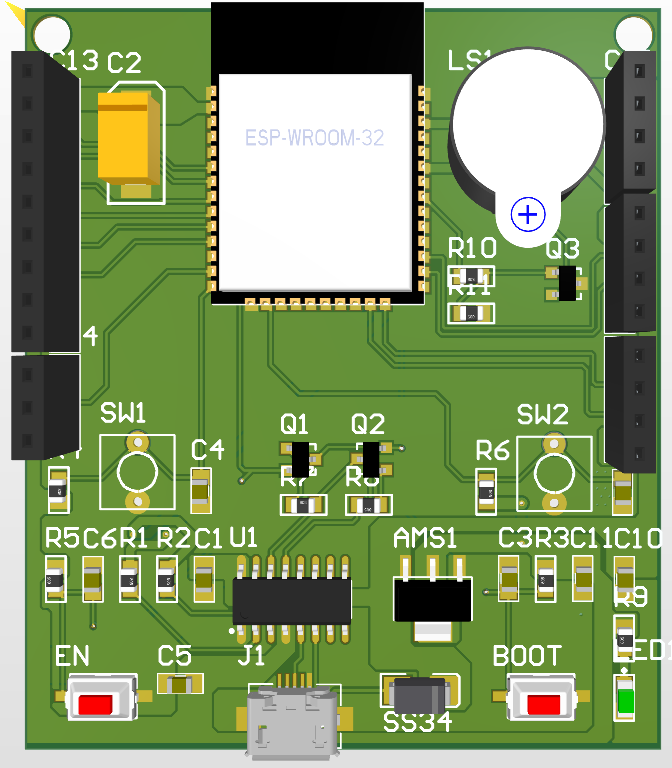 C13 C2
LS1
ESP-WROOM-32
R10 Q3
R11
4
SW1
SW2
Q1 Q2
C4
R6
R7 R8
R5 C6 R1 R2 C1 U1
AMS1
C3 R3 C11 C10
R9
EN
C5
J1
BOOT
ED1
SS34